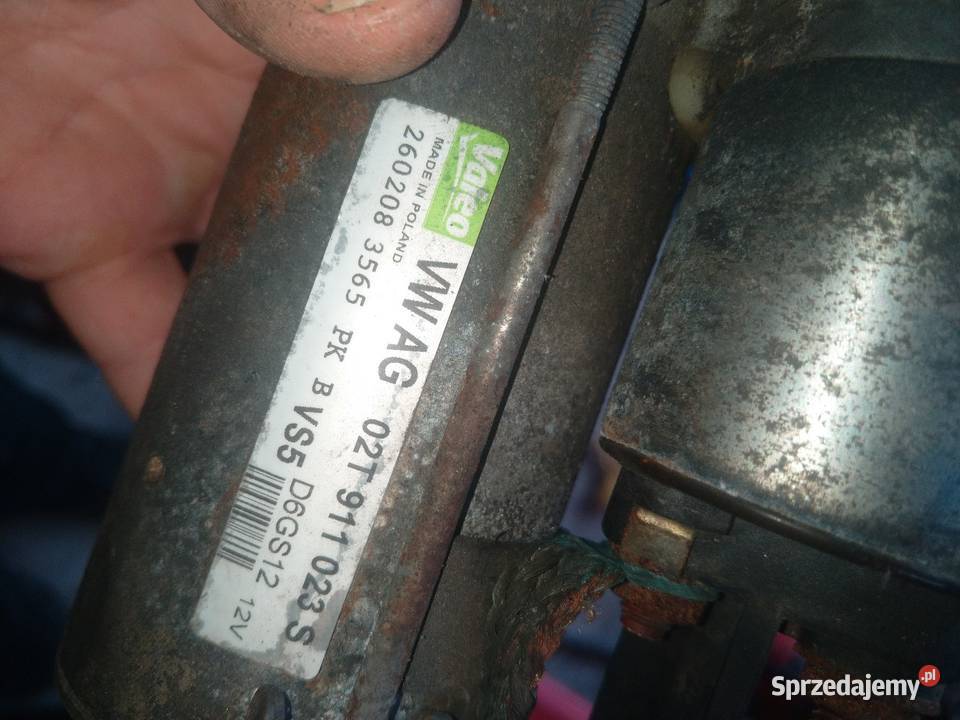 Valeo
MADE IN POLAND
VW AG 02T 911 023 S
260208 3565 PK B VS5 D6GS12 12V
Sprzedajemy.pl